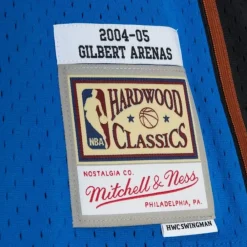 2004-05
GILBERT ARENAS
HARDWOOD
NBA
CLASSICS
NOSTALGIA CO.
Mitchell & Ness
PHILADELPHIA, PA.
HWC SWINGMAN